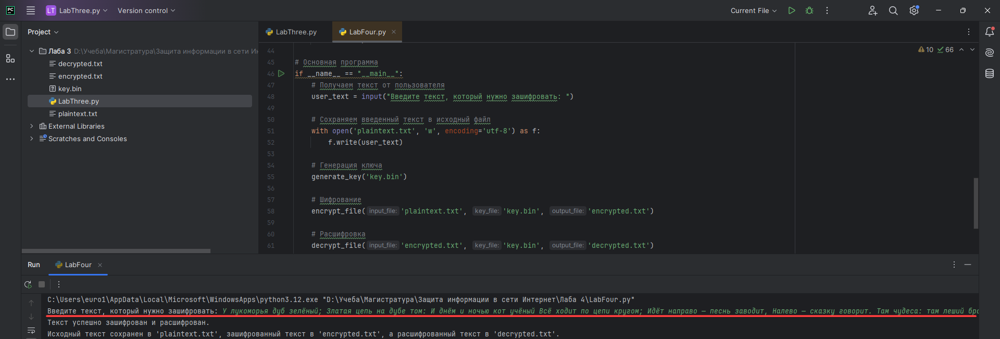 PC LT LabThree.py Version control Current File
Project
LabThree.py LabFour.py
Лаба 3 D:\Учеба\Магистратура\Защита информации в сети Ин
decrypted.txt
encrypted.txt
key.bin
LabThree.py
plaintext.txt
External Libraries
Scratches and Consoles
10 66
44
45 # Основная программа
46 if __name__ == "__main__":
47 # Получаем текст от пользователя
48 user_text = input("Введите текст, который нужно зашифровать: ")
49
50 # Сохраняем введенный текст в исходный файл
51 with open('plaintext.txt', 'w', encoding='utf-8') as f:
52 f.write(user_text)
53
54 # Генерация ключа
55 generate_key('key.bin')
56
57 # Шифрование
58 encrypt_file( input_file: 'plaintext.txt', key_file: 'key.bin', output_file: 'encrypted.txt')
59
60 # Расшифровка
61 decrypt_file( input_file: 'encrypted.txt', key_file: 'key.bin', output_file: 'decrypted.txt')
Run LabFour
C:\Users\euro1\AppData\Local\Microsoft\WindowsApps\python3.12.exe "D:\Учеба\Магистратура\Защита информации в сети Интернет\Лаба 4\LabFour.py"
Введите текст, который нужно зашифровать: У лукоморья дуб зелёный; Златая цепь на дубе том: И днём и ночью кот учёный Всё ходит по цепи кругом; Идёт направо — песнь заводит, Налево — сказку говорит. Там чудеса: там леший бро
Текст успешно зашифрован и расшифрован.
Исходный текст сохранен в 'plaintext.txt', зашифрованный текст в 'encrypted.txt', а расшифрованный текст в 'decrypted.txt'.